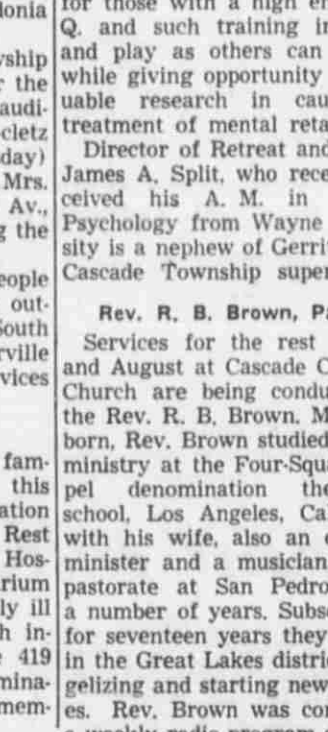 lonia
wship
r the
audi-
cletz
day)
Mrs.
Av.,
g the
eople
out-
South
rville
vices
fam-
this
ation
Rest
Hos-
rium
ly ill
h in-
419
mina-
mem-
for those with a high
Q. and such training in
and play as others can
while giving opportunity
uable research in cau
treatment of mental reta
Director of Retreat and
James A. Split, who rece
ceived his A. M. in
Psychology from Wayne
sity is a nephew of Gerri
Cascade Township super
Rev. R. B. Brown, Pa
Services for the rest
and August at Cascade C
Church are being condu
the Rev. R. B. Brown. M
born, Rev. Brown studied
ministry at the Four-Squa
pel denomination the
school, Los Angeles, Ca
with his wife, also an
minister and a musician
pastorate at San Pedro
a number of years. Subs
for seventeen years they
in the Great Lakes distric
gelizing and starting new
es. Rev. Brown was con